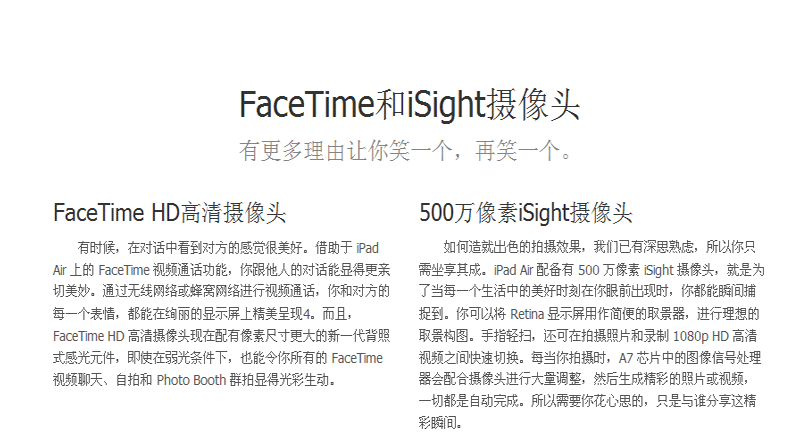 FaceTime和iSight摄像头
有更多理由让你笑一个，再笑一个。
FaceTime HD高清摄像头
有时候，在对话中看到对方的感觉很美好。借助于 iPad
Air 上的 FaceTime 视频通话功能，你跟他人的对话能显得更亲
切美妙。通过无线网络或蜂窝网络进行视频通话，你和对方的
每一个表情，都能在绚丽的显示屏上精美呈现4。而且，
FaceTime HD 高清摄像头现在配有像素尺寸更大的新一代背照
式感光元件，即使在弱光条件下，也能令你所有的 FaceTime
视频聊天、自拍和 Photo Booth 群拍显得光彩生动。
500万像素iSight摄像头
如何造就出色的拍摄效果，我们已有深思熟虑，所以你只
需坐享其成。iPad Air 配备有 500 万像素 iSight 摄像头，就是为
了当每一个生活中的美好时刻在你眼前出现时，你都能瞬间捕
捉到。你可以将 Retina 显示屏用作简便的取景器，进行理想的
取景构图。手指轻扫，还可在拍摄照片和录制 1080p HD 高清
视频之间快速切换。每当你拍摄时，A7 芯片中的图像信号处理
器会配合摄像头进行大量调整，然后生成精彩的照片或视频，
一切都是自动完成。所以需要你花心思的，只是与谁分享这精
彩瞬间。